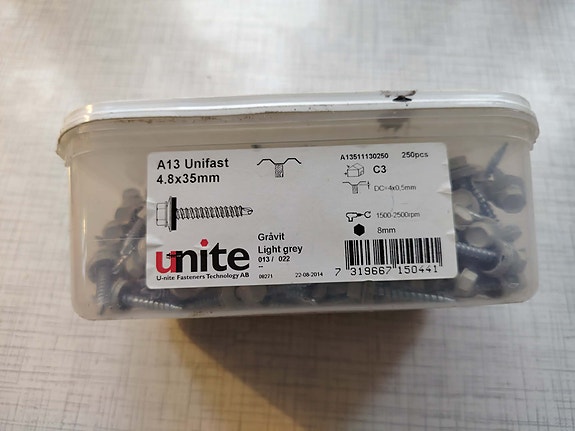 A13 Unifast
4.8x35mm
A13511130250 250pcs
C3
DC=4x0,5mm
1500-2500rpm
8mm
unite
U-nite Fasteners Technology AB
Gråvit
Light grey
013 / 022
--
08271 22-08-2014
7 319667 150441